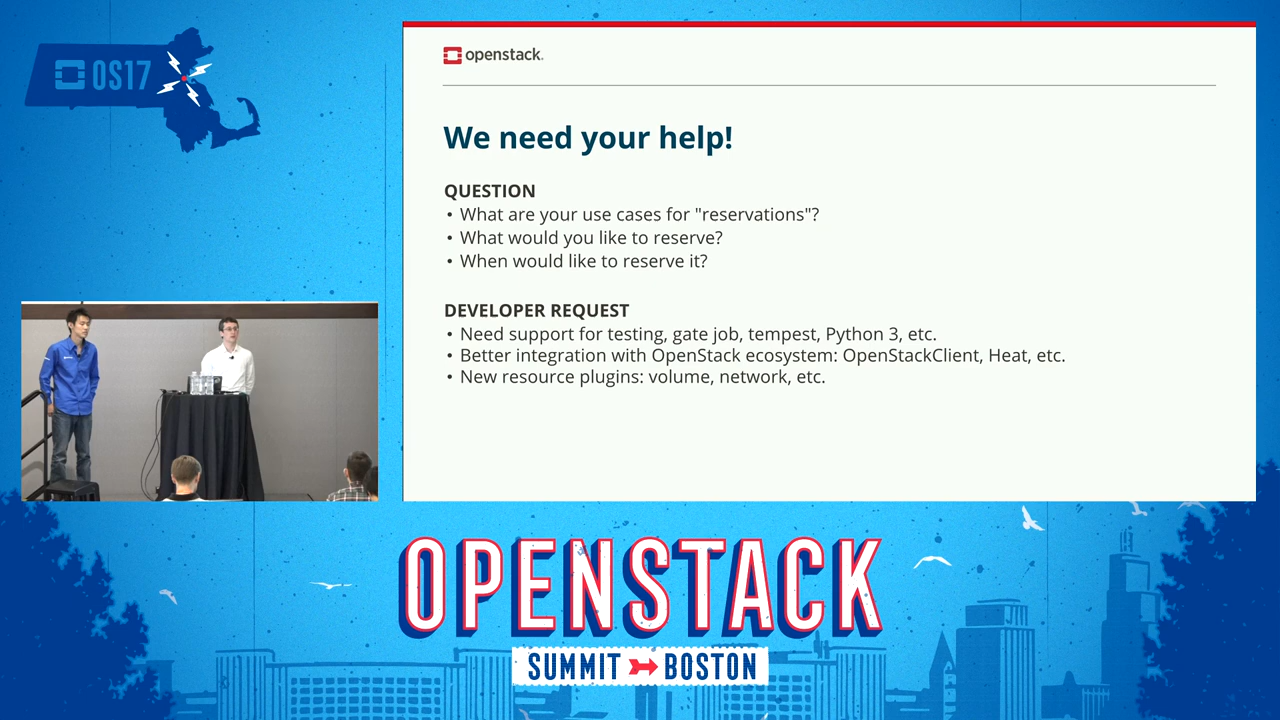 OS17
openstack.
We need your help!
QUESTION
• What are your use cases for "reservations"?
• What would you like to reserve?
• When would like to reserve it?
DEVELOPER REQUEST
• Need support for testing, gate job, tempest, Python 3, etc.
• Better integration with OpenStack ecosystem: OpenStackClient, Heat, etc.
• New resource plugins: volume, network, etc.
OPENSTACK
SUMMIT BOSTON